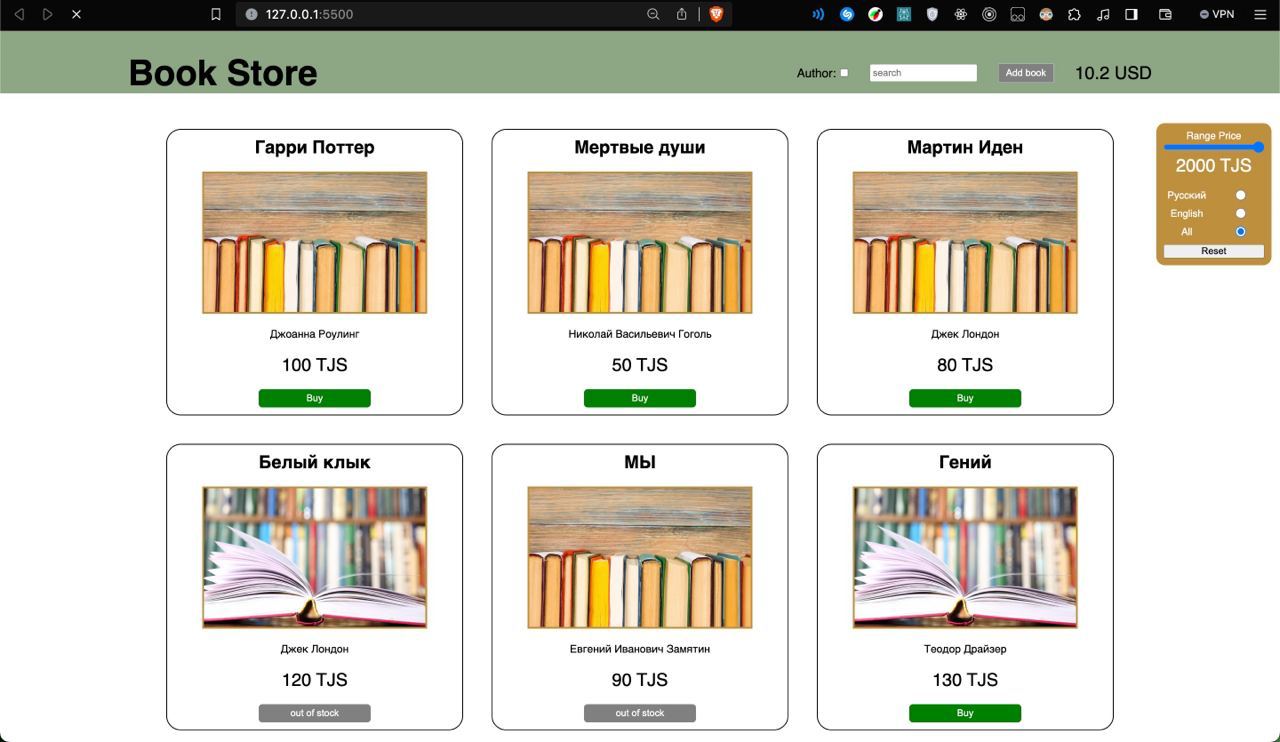 127.0.0.1:5500
VPN
Book Store
Author:
search
Add book
10.2 USD
Гарри Поттер
Джоанна Роулинг
100 TJS
Buy
Мертвые души
Николай Васильевич Гоголь
50 TJS
Buy
Мартин Иден
Джек Лондон
80 TJS
Buy
Range Price
2000 TJS
Русский
English
All
Reset
Белый клык
Джек Лондон
120 TJS
out of stock
МЫ
Евгений Иванович Замятин
90 TJS
out of stock
Гений
Теодор Драйзер
130 TJS
Buy